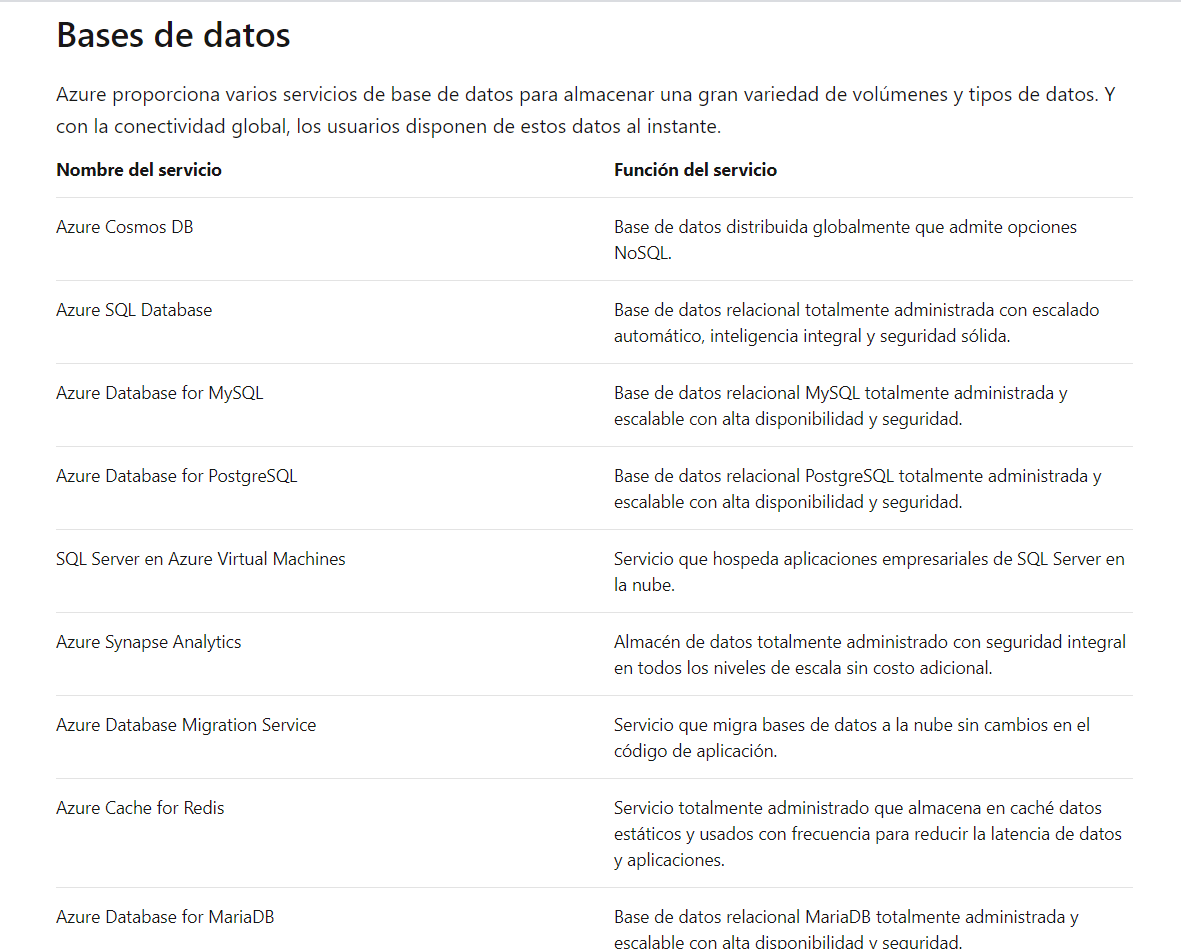 Bases de datos
Azure proporciona varios servicios de base de datos para almacenar una gran variedad de volúmenes y tipos de datos. Y
con la conectividad global, los usuarios disponen de estos datos al instante.
Nombre del servicio
Función del servicio
Azure Cosmos DB
Base de datos distribuida globalmente que admite opciones
NoSQL.
Azure SQL Database
Base de datos relacional totalmente administrada con escalado
automático, inteligencia integral y seguridad sólida.
Azure Database for MySQL
Base de datos relacional MySQL totalmente administrada y
escalable con alta disponibilidad y seguridad.
Azure Database for PostgreSQL
Base de datos relacional PostgreSQL totalmente administrada y
escalable con alta disponibilidad y seguridad.
SQL Server en Azure Virtual Machines
Servicio que hospeda aplicaciones empresariales de SQL Server en
la nube.
Azure Synapse Analytics
Almacén de datos totalmente administrado con seguridad integral
en todos los niveles de escala sin costo adicional.
Azure Database Migration Service
Servicio que migra bases de datos a la nube sin cambios en el
código de aplicación.
Azure Cache for Redis
Servicio totalmente administrado que almacena en caché datos
estáticos y usados con frecuencia para reducir la latencia de datos
y aplicaciones.
Azure Database for MariaDB
Base de datos relacional MariaDB totalmente administrada y
escalable con alta disponibilidad y seguridad.